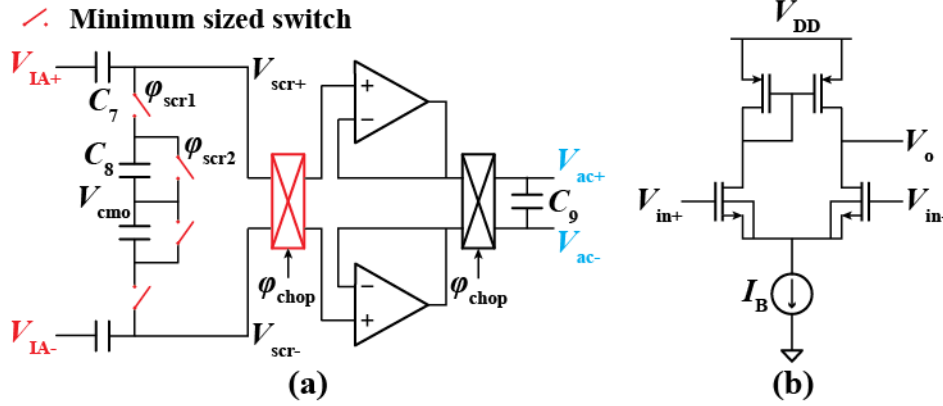 Minimum sized switch
V_IA+
C_7
φ_scr1
V_scr+
+
−
C_8
φ_scr2
V_cmo
V_ac+
C_9
V_ac-
φ_chop
φ_chop
−
+
V_IA-
V_scr-
(a)
V_DD
V_o
V_in+
V_in-
I_B
(b)